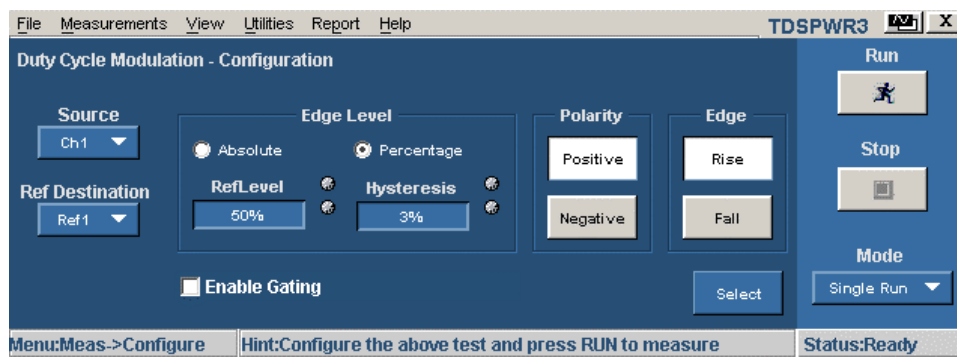 File Measurements View Utilities Report Help TDSPWR3 X
Duty Cycle Modulation - Configuration
Run
Source
Ch1
Edge Level
Absolute Percentage
Polarity
Positive
Edge
Rise
Stop
Ref Destination
Ref1
RefLevel
50%
Hysteresis
3%
Negative
Fall
Mode
Single Run
Enable Gating
Select
Menu:Meas->Configure Hint:Configure the above test and press RUN to measure Status:Ready